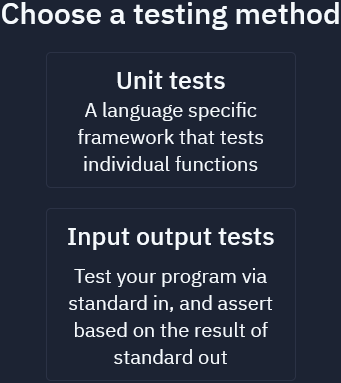 Choose a testing method
Unit tests
A language specific
framework that tests
individual functions
Input output tests
Test your program via
standard in, and assert
based on the result of
standard out